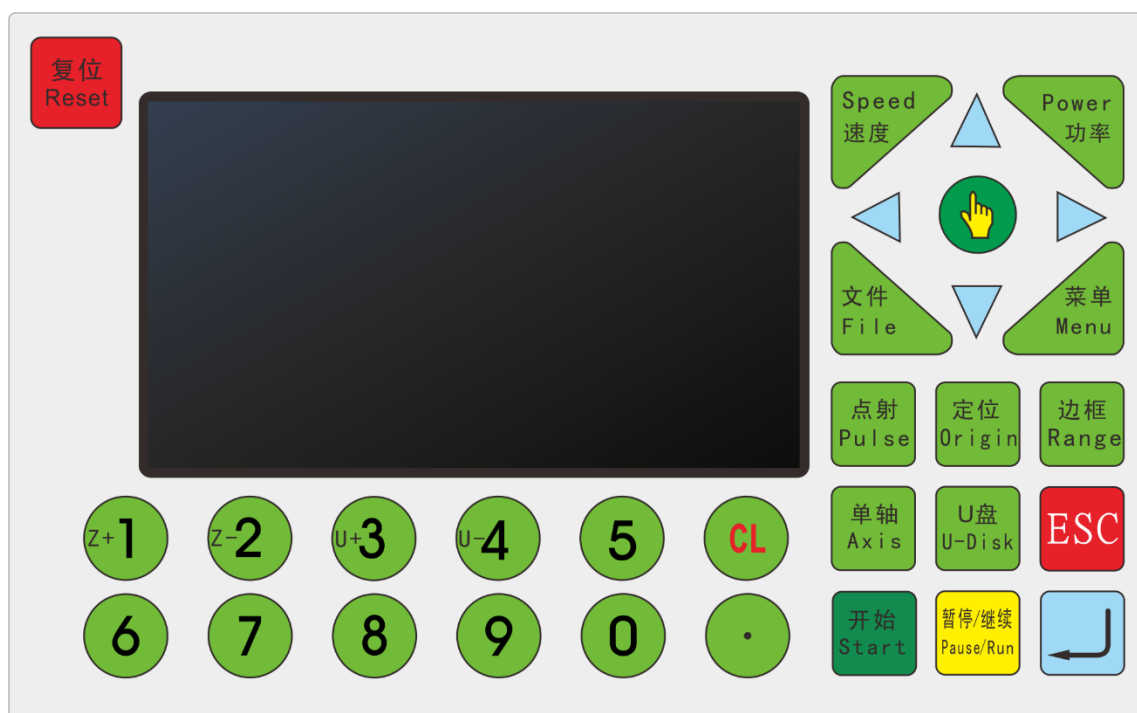 复位
Reset
Speed
速度
Power
功率
文件
File
菜单
Menu
点射
Pulse
定位
Origin
边框
Range
单轴
Axis
U盘
U-Disk
ESC
开始
Start
暂停/继续
Pause/Run
Z+1
Z-2
U+3
U-4
5
CL
6
7
8
9
0
.